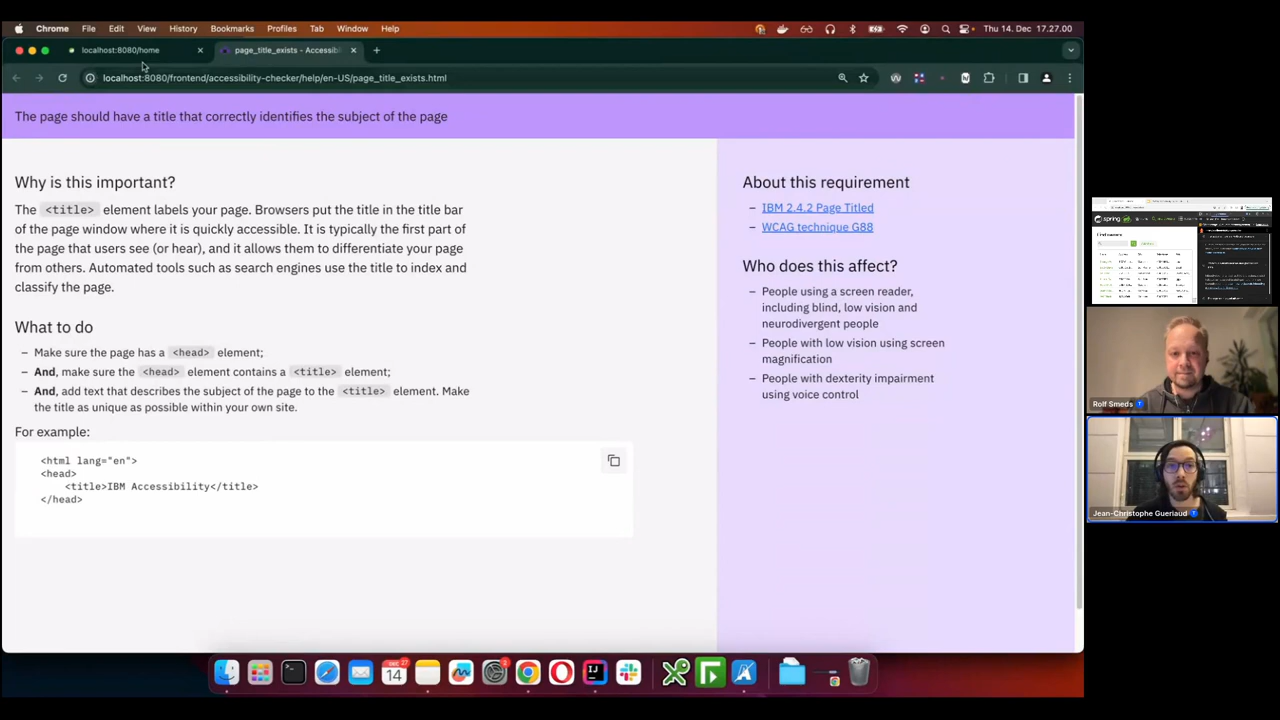 Chrome File Edit View History Bookmarks Profiles Tab Window Help Thu 14. Dec 17.27.00
localhost:8080/home
page_title_exists - Accessibi
localhost:8080/frontend/accessibility-checker/help/en-US/page_title_exists.html
The page should have a title that correctly identifies the subject of the page
Why is this important?
The <title> element labels your page. Browsers put the title in the title bar
of the page window where it is quickly accessible. It is typically the first part
of the page that users see (or hear), and it allows them to differentiate your page
from others. Automated tools such as search engines use the title to index and
classify the page.
What to do
– Make sure the page has a <head> element;
– And, make sure the <head> element contains a <title> element;
– And, add text that describes the subject of the page to the <title> element. Make
the title as unique as possible within your own site.
For example:
<html lang="en">
<head>
<title>IBM Accessibility</title>
</head>
About this requirement
– IBM 2.4.2 Page Titled
– WCAG technique G88
Who does this affect?
– People using a screen reader,
including blind, low vision and
neurodivergent people
– People with low vision using screen
magnification
– People with dexterity impairment
using voice control
spring
Rolf Smeds
Jean-Christophe Gueriaud
DEC
14